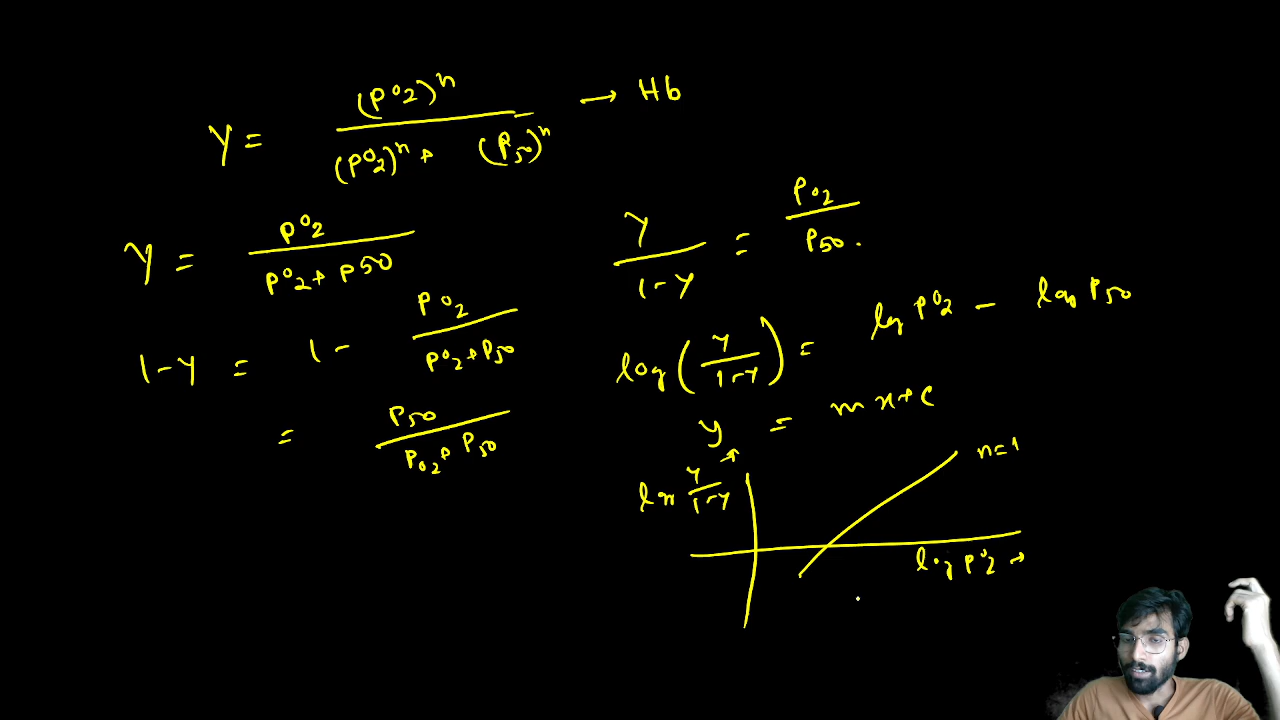 Y = (PO2)^n / ((PO2)^n + (P50)^n) → Hb
Y = PO2 / (PO2 + P50)
1-Y = 1 - PO2 / (PO2 + P50)
= P50 / (PO2 + P50)
Y / (1-Y) = PO2 / P50.
log (Y / (1-Y)) = log PO2 - log P50
y = mx + c
ln Y / (1-Y)
n=1
log PO2 →